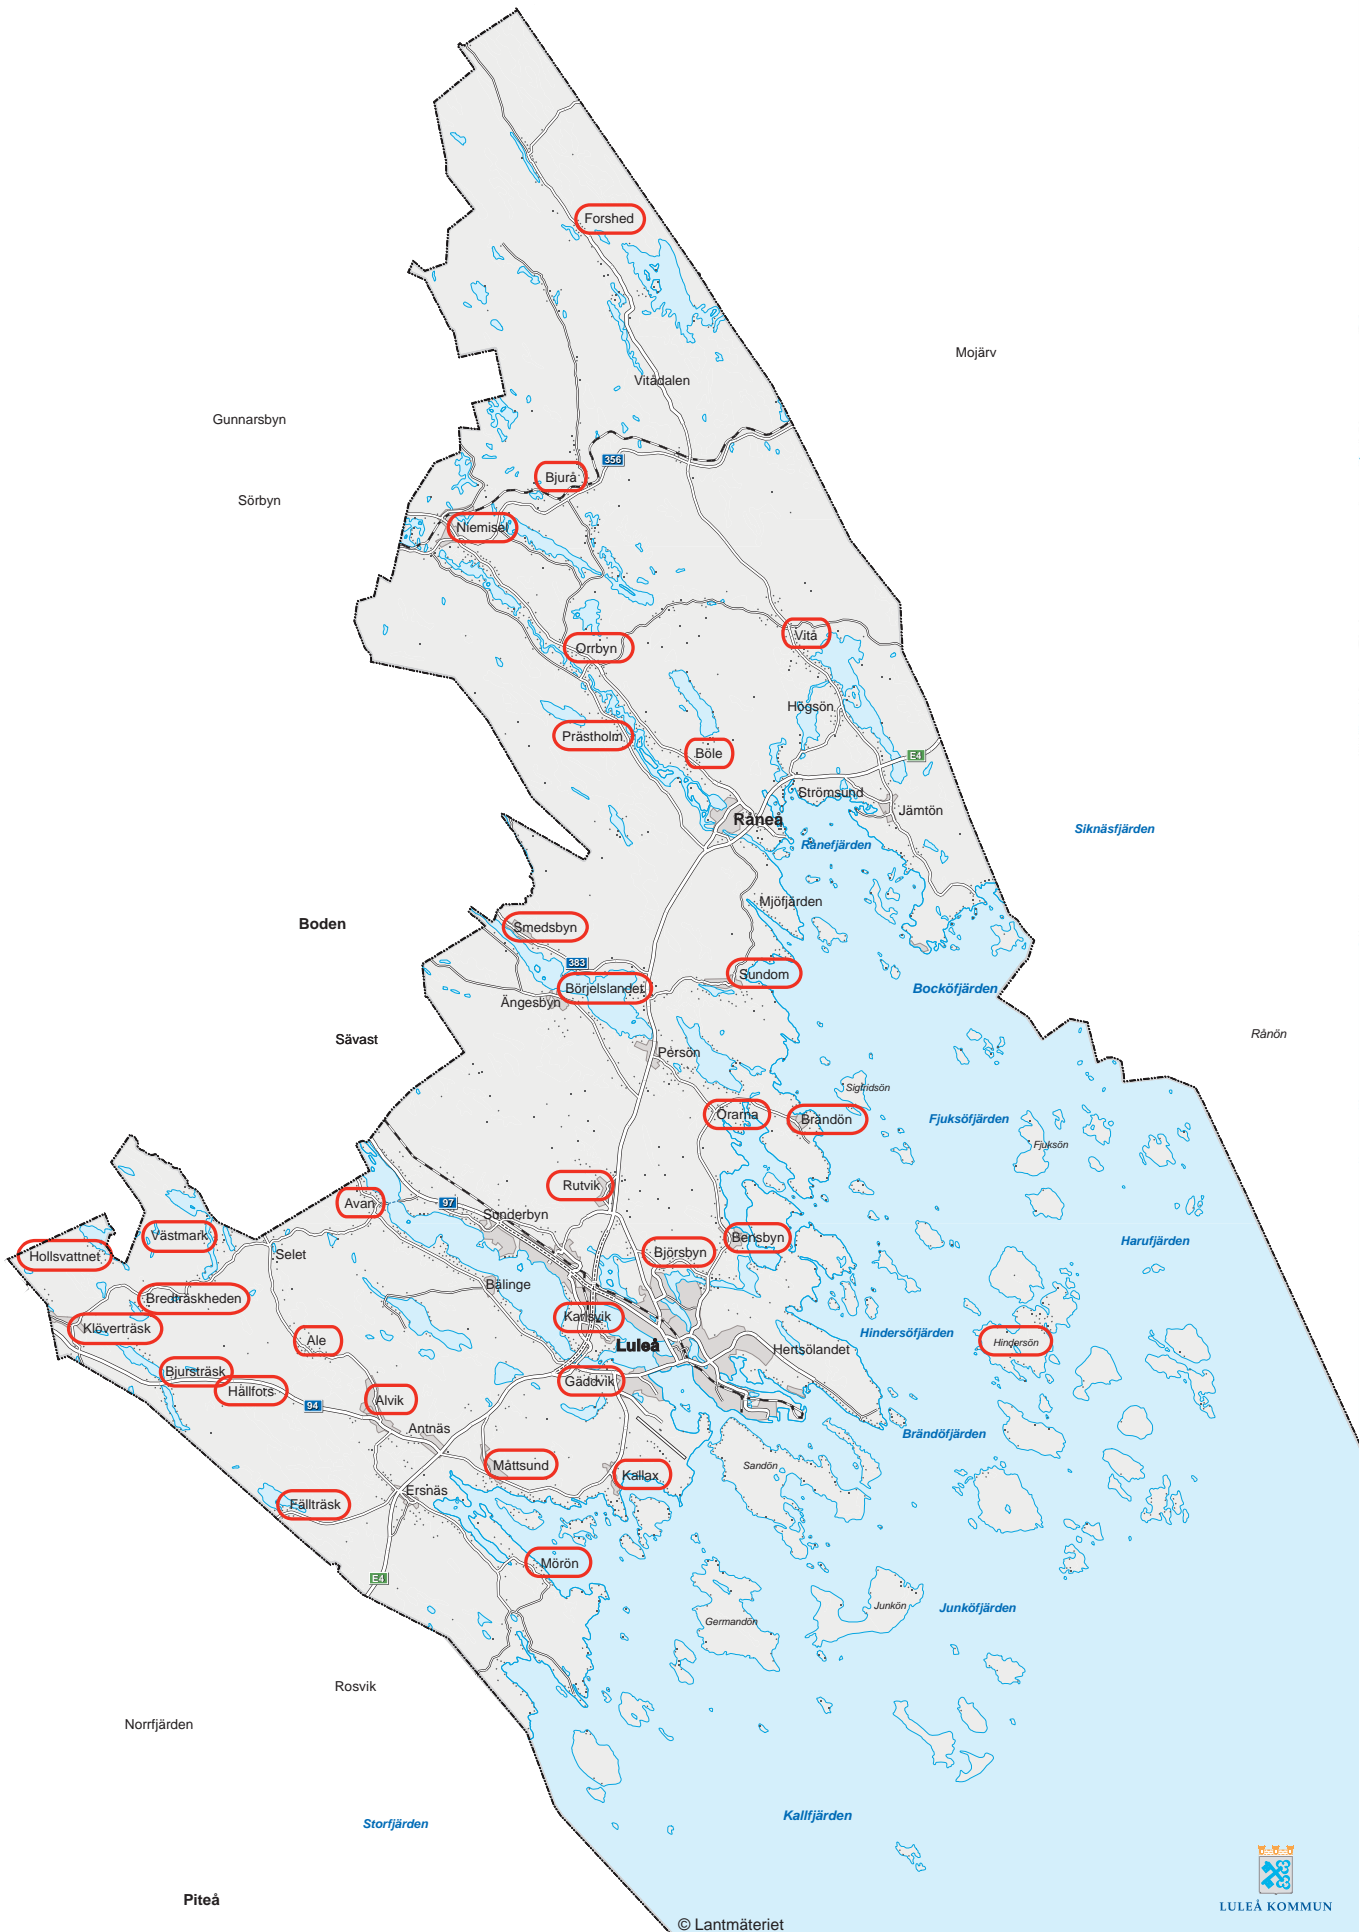 Forshed
Mojärv
Vitådalen
Gunnarsbyn
356
Bjurå
Sörbyn
Niemisel
Vitå
Orrbyn
Högsön
Prästholm
Böle
E4
Strömsund
Jämtön
Råneå
Siknäsfjärden
Rånefjärden
Mjöfjärden
Boden
Smedsbyn
383
Sundom
Börjelslandet
Bocköfjärden
Ängesbyn
Rånön
Sävast
Persön
Sigfridsön
Örarna
Brändön
Fjuksöfjärden
Fjuksön
Rutvik
Avan
97
Sunderbyn
Västmark
Bensbyn
Harufjärden
Hollsvattnet
Selet
Björsbyn
Bälinge
Bredträskheden
Karlsvik
Klöverträsk
Hindersöfjärden
Ale
Luleå
Hertsölandet
Hindersön
Bjursträsk
Gäddvik
Hällfors
Alvik
94
Antnäs
Brändöfjärden
Måttsund
Sandön
Kallax
Ersnäs
Fällträsk
Mörön
E4
Junkön
Junköfjärden
Germandön
Rosvik
Norrfjärden
Kallfjärden
Storfjärden
Piteå
LULEÅ KOMMUN
© Lantmäteriet